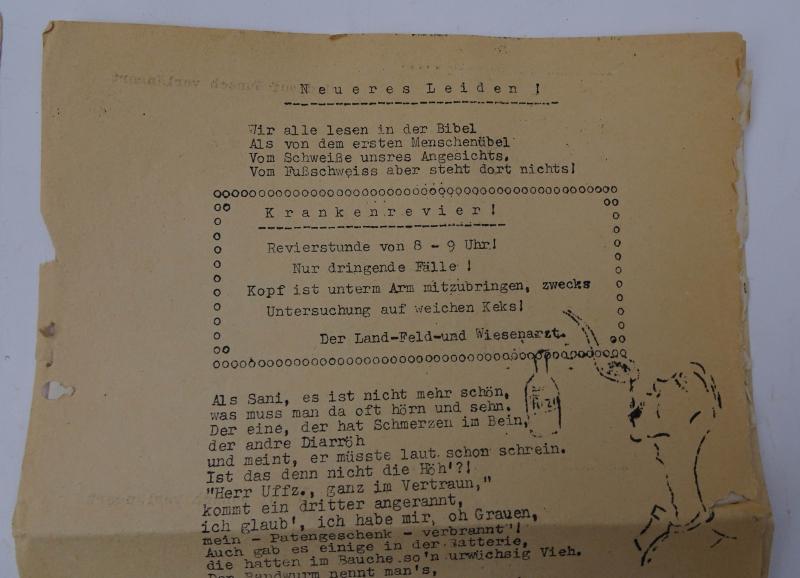 Neueres Leiden !
Wir alle lesen in der Bibel
Als von dem ersten Menschenübel
Vom Schweiße unsres Angesichts,
Vom Fußschweiss aber steht dort nichts!
Krankenrevier!
Revierstunde von 8 - 9 Uhr!
Nur dringende Fälle !
Kopf ist unterm Arm mitzubringen, zwecks
Untersuchung auf weichen Keks!
Der Land-Feld-und Wiesenarzt.
Als Sani, es ist nicht mehr schön,
was muss man da oft hörn und sehn.
Der eine, der hat Schmerzen im Bein,
der andre Diarröh
und meint, er müsste laut schon schrein.
Ist das denn nicht die Höh'?!
"Herr Uffz., ganz im Vertraun,"
kommt ein dritter angerannt,
ich glaub', ich habe mir, oh Grauen,
mein - Patengeschenk - verbrannt"!
Auch gab es einige in der Batterie,
die hatten im Bauche so'n urwüchsig Vieh.
Der Bandwurm nennt man's,